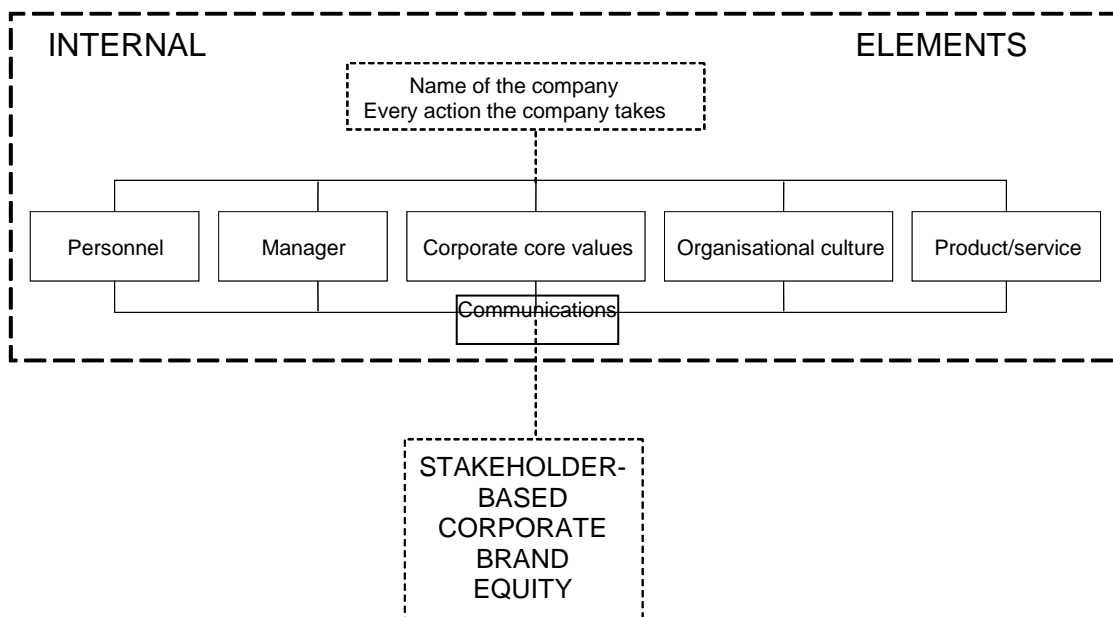 INTERNAL ELEMENTS
Name of the company
Every action the company takes
Personnel
Manager
Corporate core values
Organisational culture
Product/service
Communications
STAKEHOLDER-
BASED
CORPORATE
BRAND
EQUITY